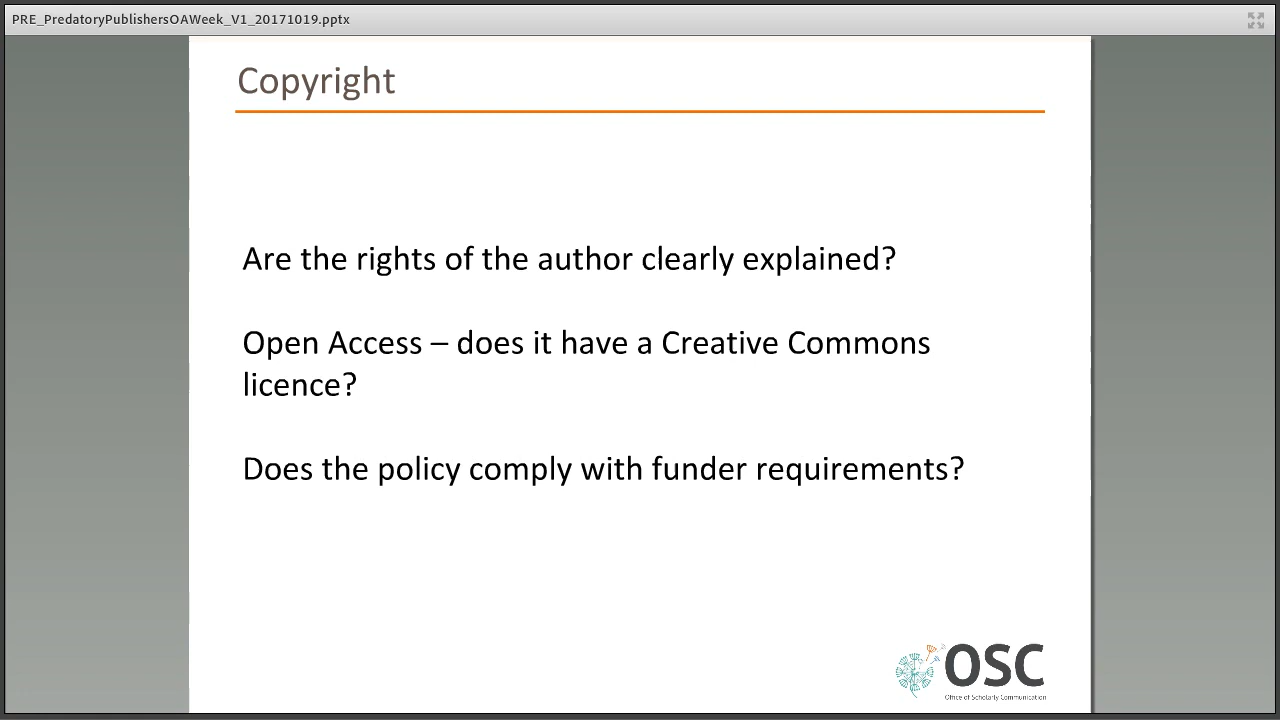 PRE_PredatoryPublishersOAWeek_V1_20171019.pptx
Copyright
Are the rights of the author clearly explained?
Open Access – does it have a Creative Commons
licence?
Does the policy comply with funder requirements?
OSC
Office of Scholarly Communication